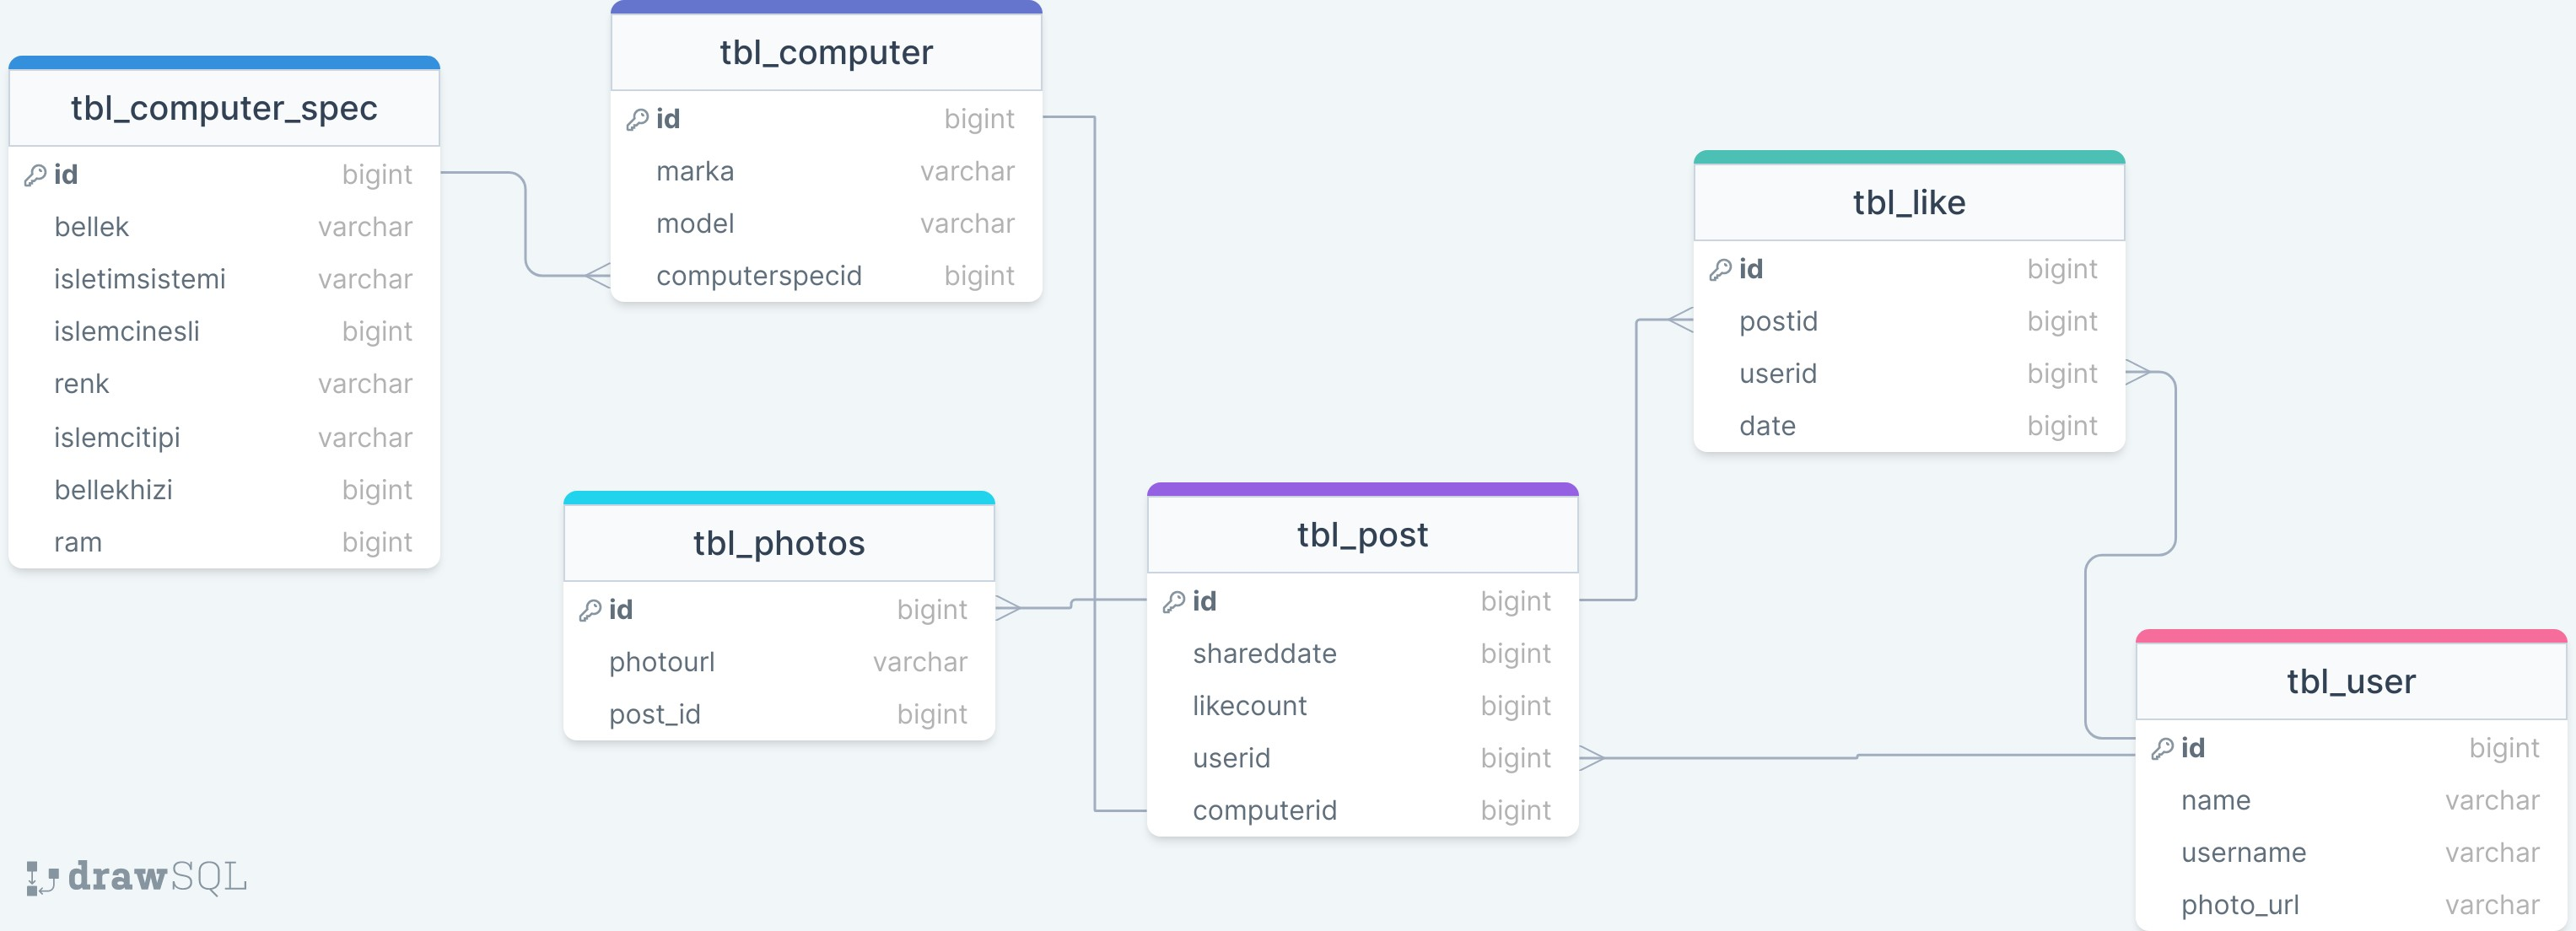 tbl_computer_spec
id bigint
bellek varchar
isletimsistemi varchar
islemcinesli bigint
renk varchar
islemcitipi varchar
bellekhizi bigint
ram bigint
tbl_computer
id bigint
marka varchar
model varchar
computerspecid bigint
tbl_photos
id bigint
photourl varchar
post_id bigint
tbl_post
id bigint
shareddate bigint
likecount bigint
userid bigint
computerid bigint
tbl_like
id bigint
postid bigint
userid bigint
date bigint
tbl_user
id bigint
name varchar
username varchar
photo_url varchar
drawSQL